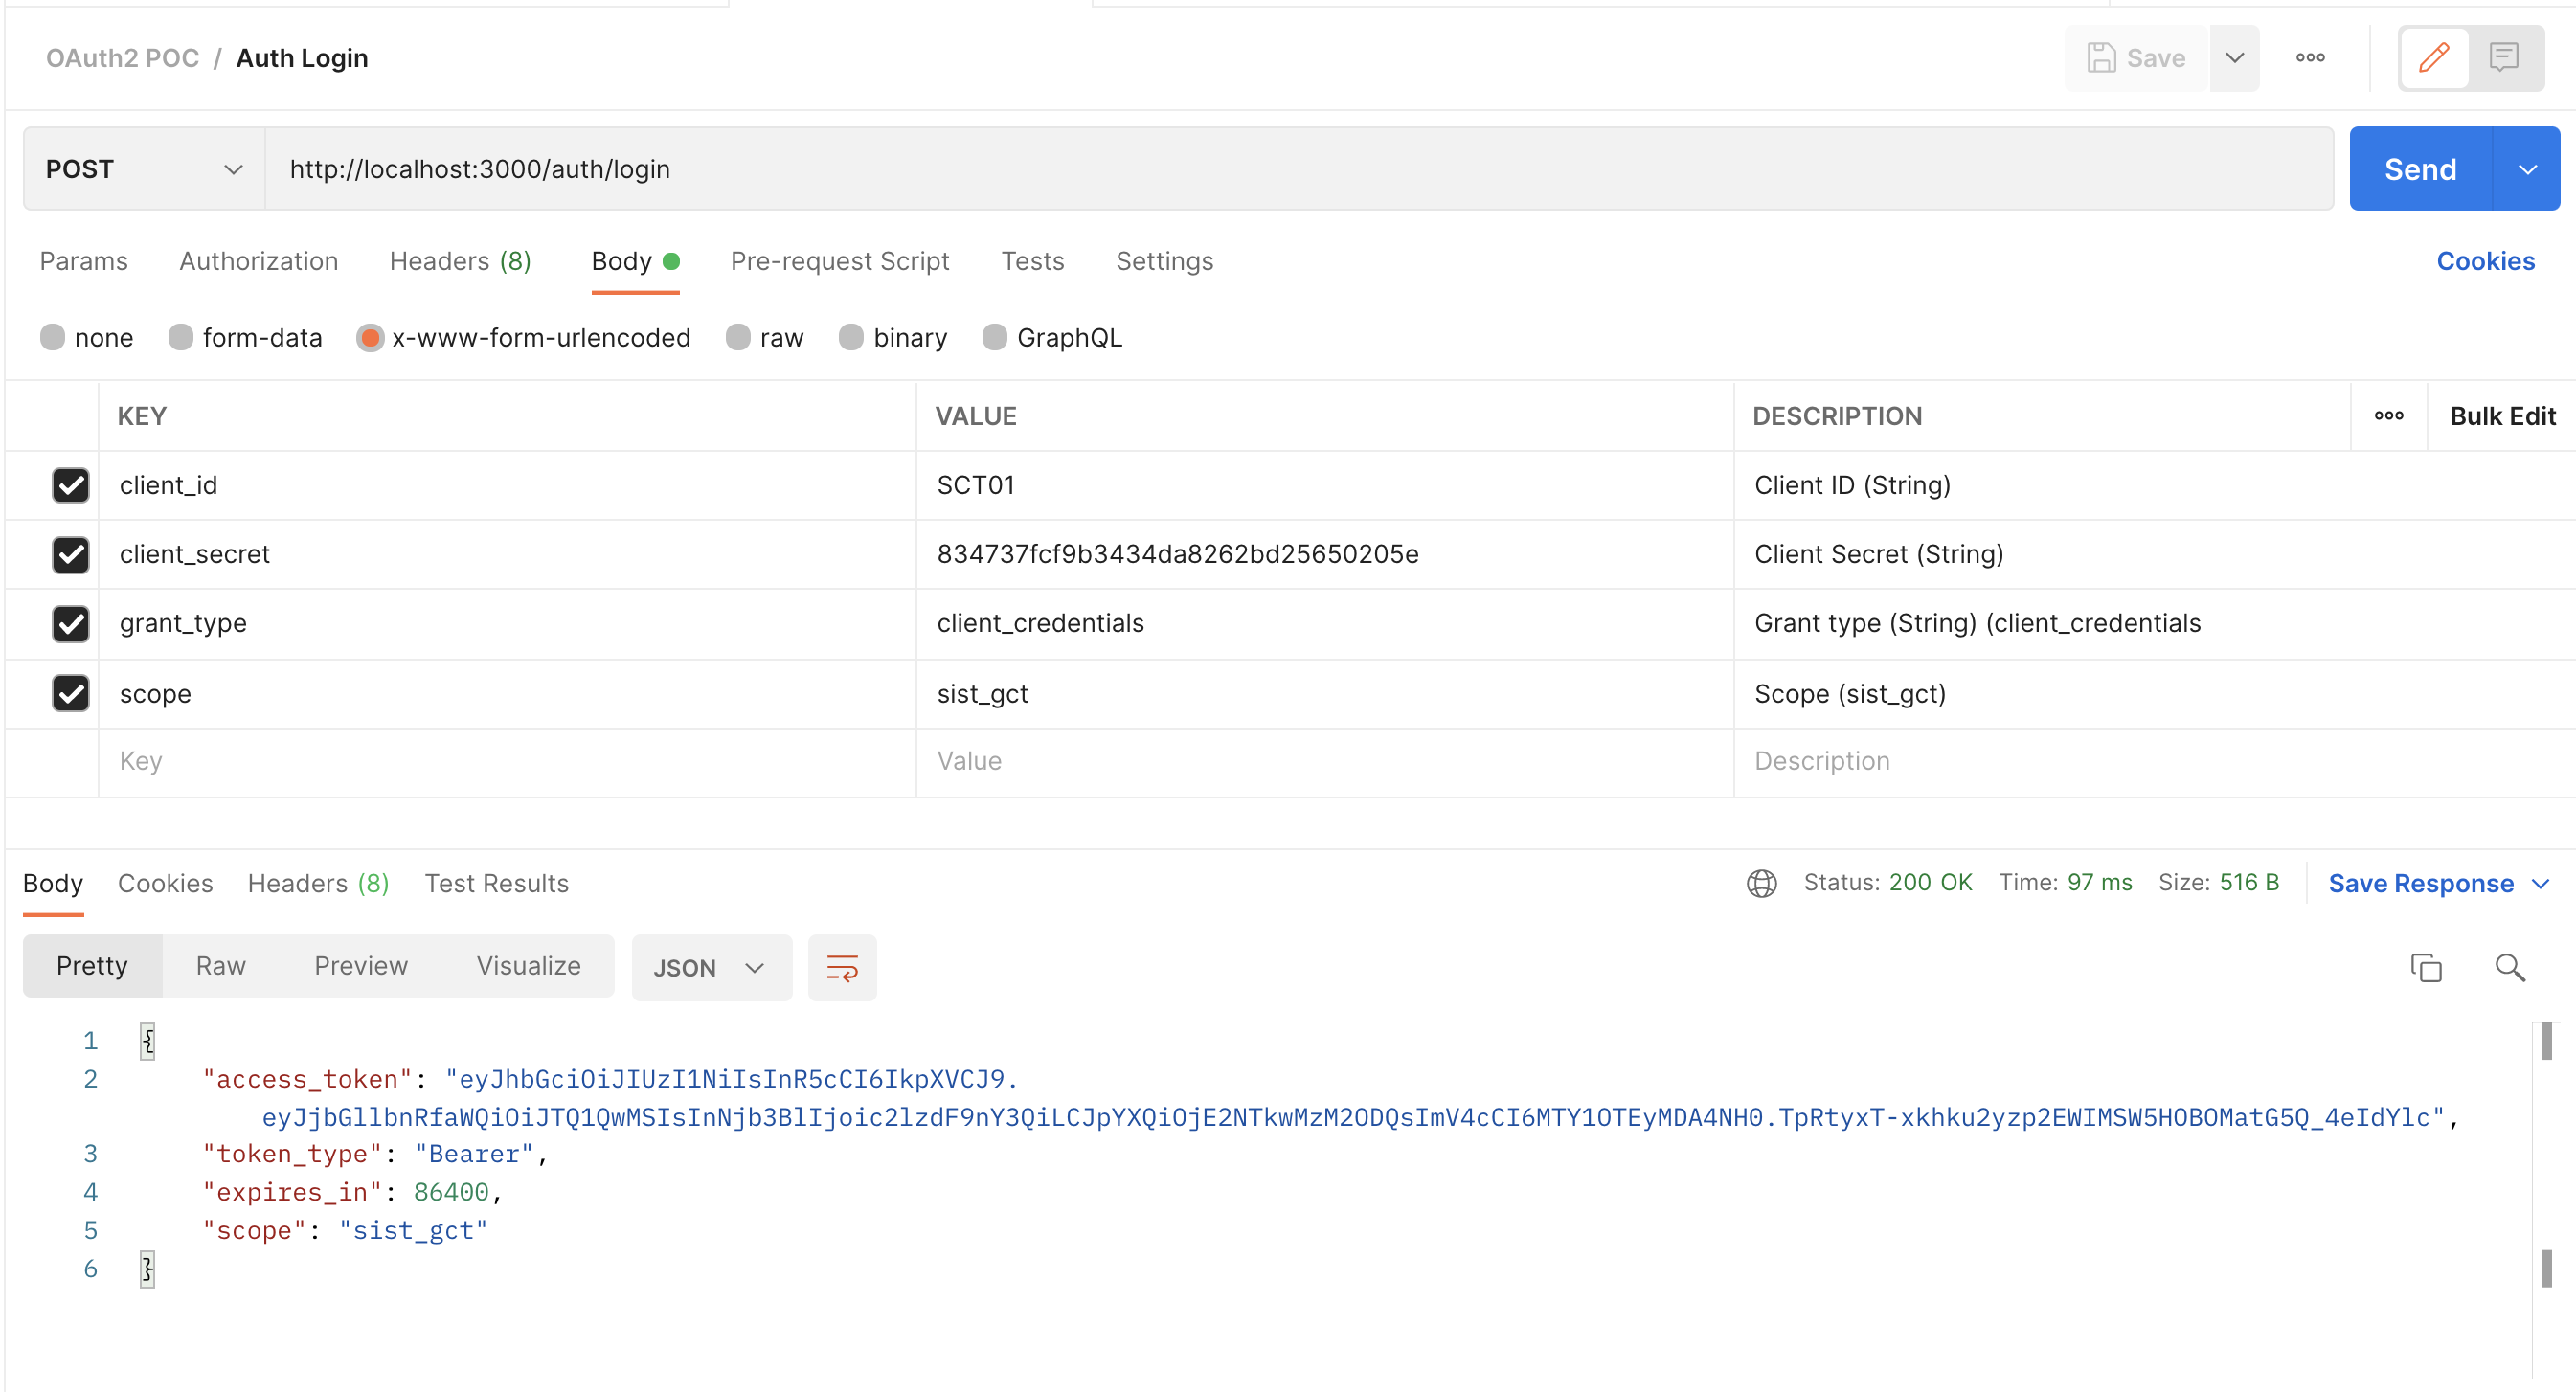 OAuth2 POC / Auth Login
Save
POST http://localhost:3000/auth/login Send
Params Authorization Headers (8) Body Pre-request Script Tests Settings Cookies
none form-data x-www-form-urlencoded raw binary GraphQL
KEY VALUE DESCRIPTION ooo Bulk Edit
client_id SCT01 Client ID (String)
client_secret 834737fcf9b3434da8262bd25650205e Client Secret (String)
grant_type client_credentials Grant type (String) (client_credentials
scope sist_gct Scope (sist_gct)
Key Value Description
Body Cookies Headers (8) Test Results Status: 200 OK Time: 97 ms Size: 516 B Save Response
Pretty Raw Preview Visualize JSON
1 {
2 "access_token": "eyJhbGciOiJIUzI1NiIsInR5cCI6IkpXVCJ9.
eyJjbGllbnRfaWQiOiJTQ1QwMSIsInNjb3BlIjoic2lzdF9nY3QiLCJpYXQiOjE2NTkwMzM2ODQsImV4cCI6MTY1OTEyMDA4NH0.TpRtyxT-xkhku2yzp2EWIMSW5HOBOMatG5Q_4eIdYlc",
3 "token_type": "Bearer",
4 "expires_in": 86400,
5 "scope": "sist_gct"
6 }